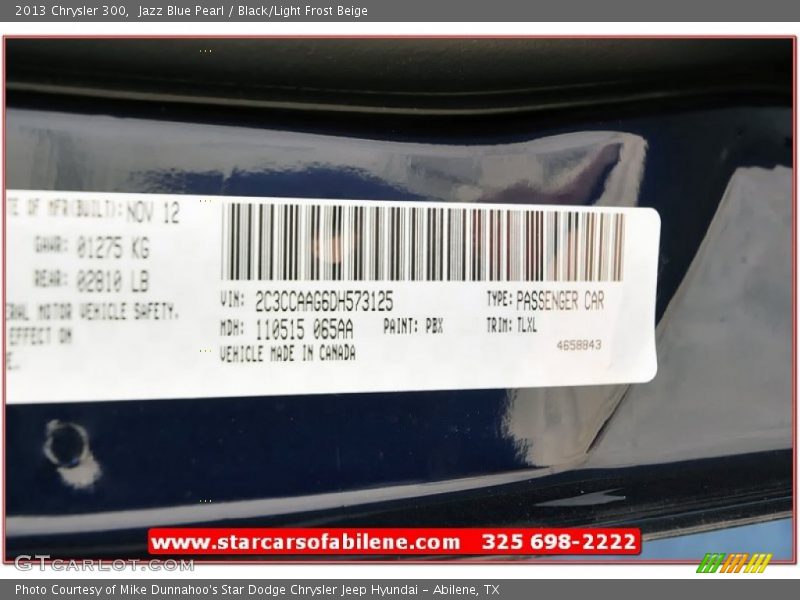 2013 Chrysler 300, Jazz Blue Pearl / Black/Light Frost Beige
TE OF MFR(BUILT): NOV 12
GAWR: 01275 KG
REAR: 02810 LB
ERAL MOTOR VEHICLE SAFETY,
EFFECT ON
E.
VIN: 2C3CCAAG6DH573125
TYPE: PASSENGER CAR
MDH: 110515 065AA PAINT: PBX
TRIM: TLXL
VEHICLE MADE IN CANADA
4658843
www.starcarsofabilene.com 325 698-2222
GTCARLOT.COM
Photo Courtesy of Mike Dunnahoo's Star Dodge Chrysler Jeep Hyundai - Abilene, TX